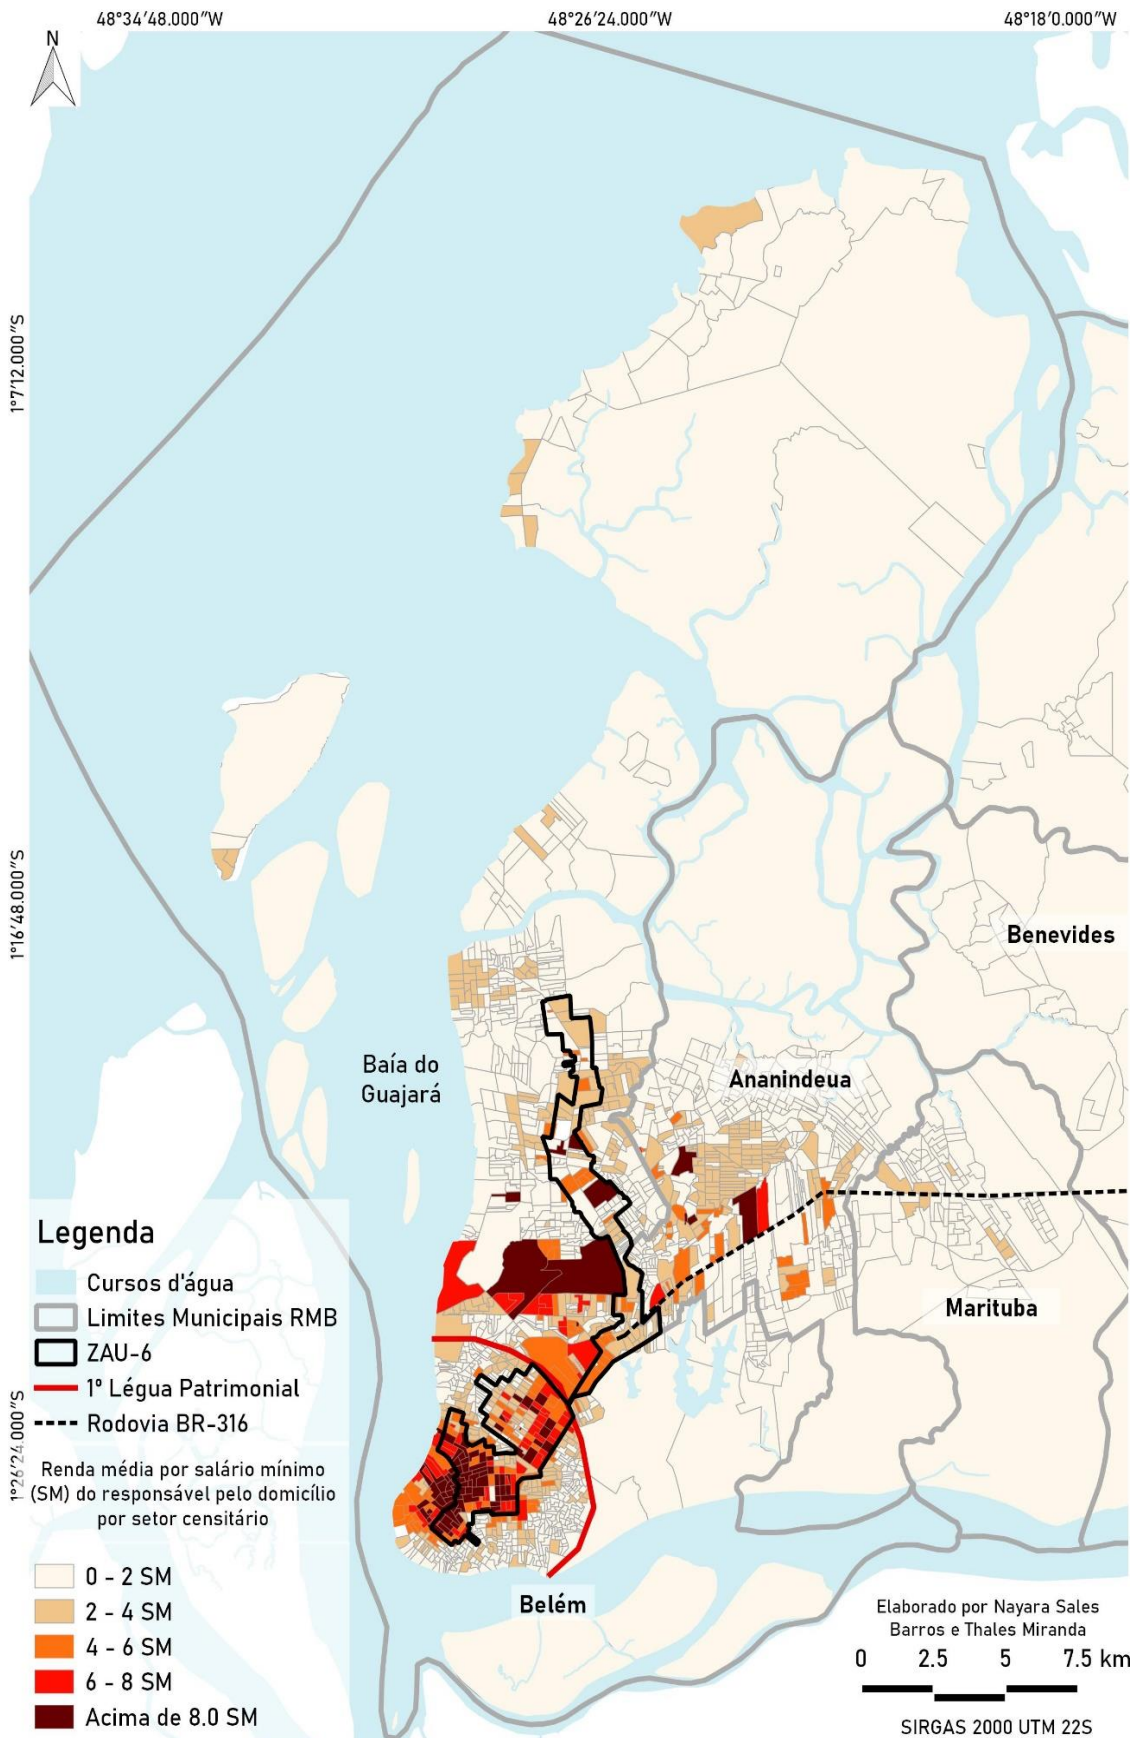 48°34'48.000"W
48°26'24.000"W
48°18'0.000"W
N
1°7'12.000"S
1°16'48.000"S
1°26'24.000"S
Benevides
Baía do
Guajará
Ananindeua
Marituba
Belém
Legenda
Cursos d'água
Limites Municipais RMB
ZAU-6
1° Légua Patrimonial
Rodovia BR-316
Renda média por salário mínimo
(SM) do responsável pelo domicílio
por setor censitário
0 - 2 SM
2 - 4 SM
4 - 6 SM
6 - 8 SM
Acima de 8.0 SM
Elaborado por Nayara Sales
Barros e Thales Miranda
0 2.5 5 7.5 km
SIRGAS 2000 UTM 22S